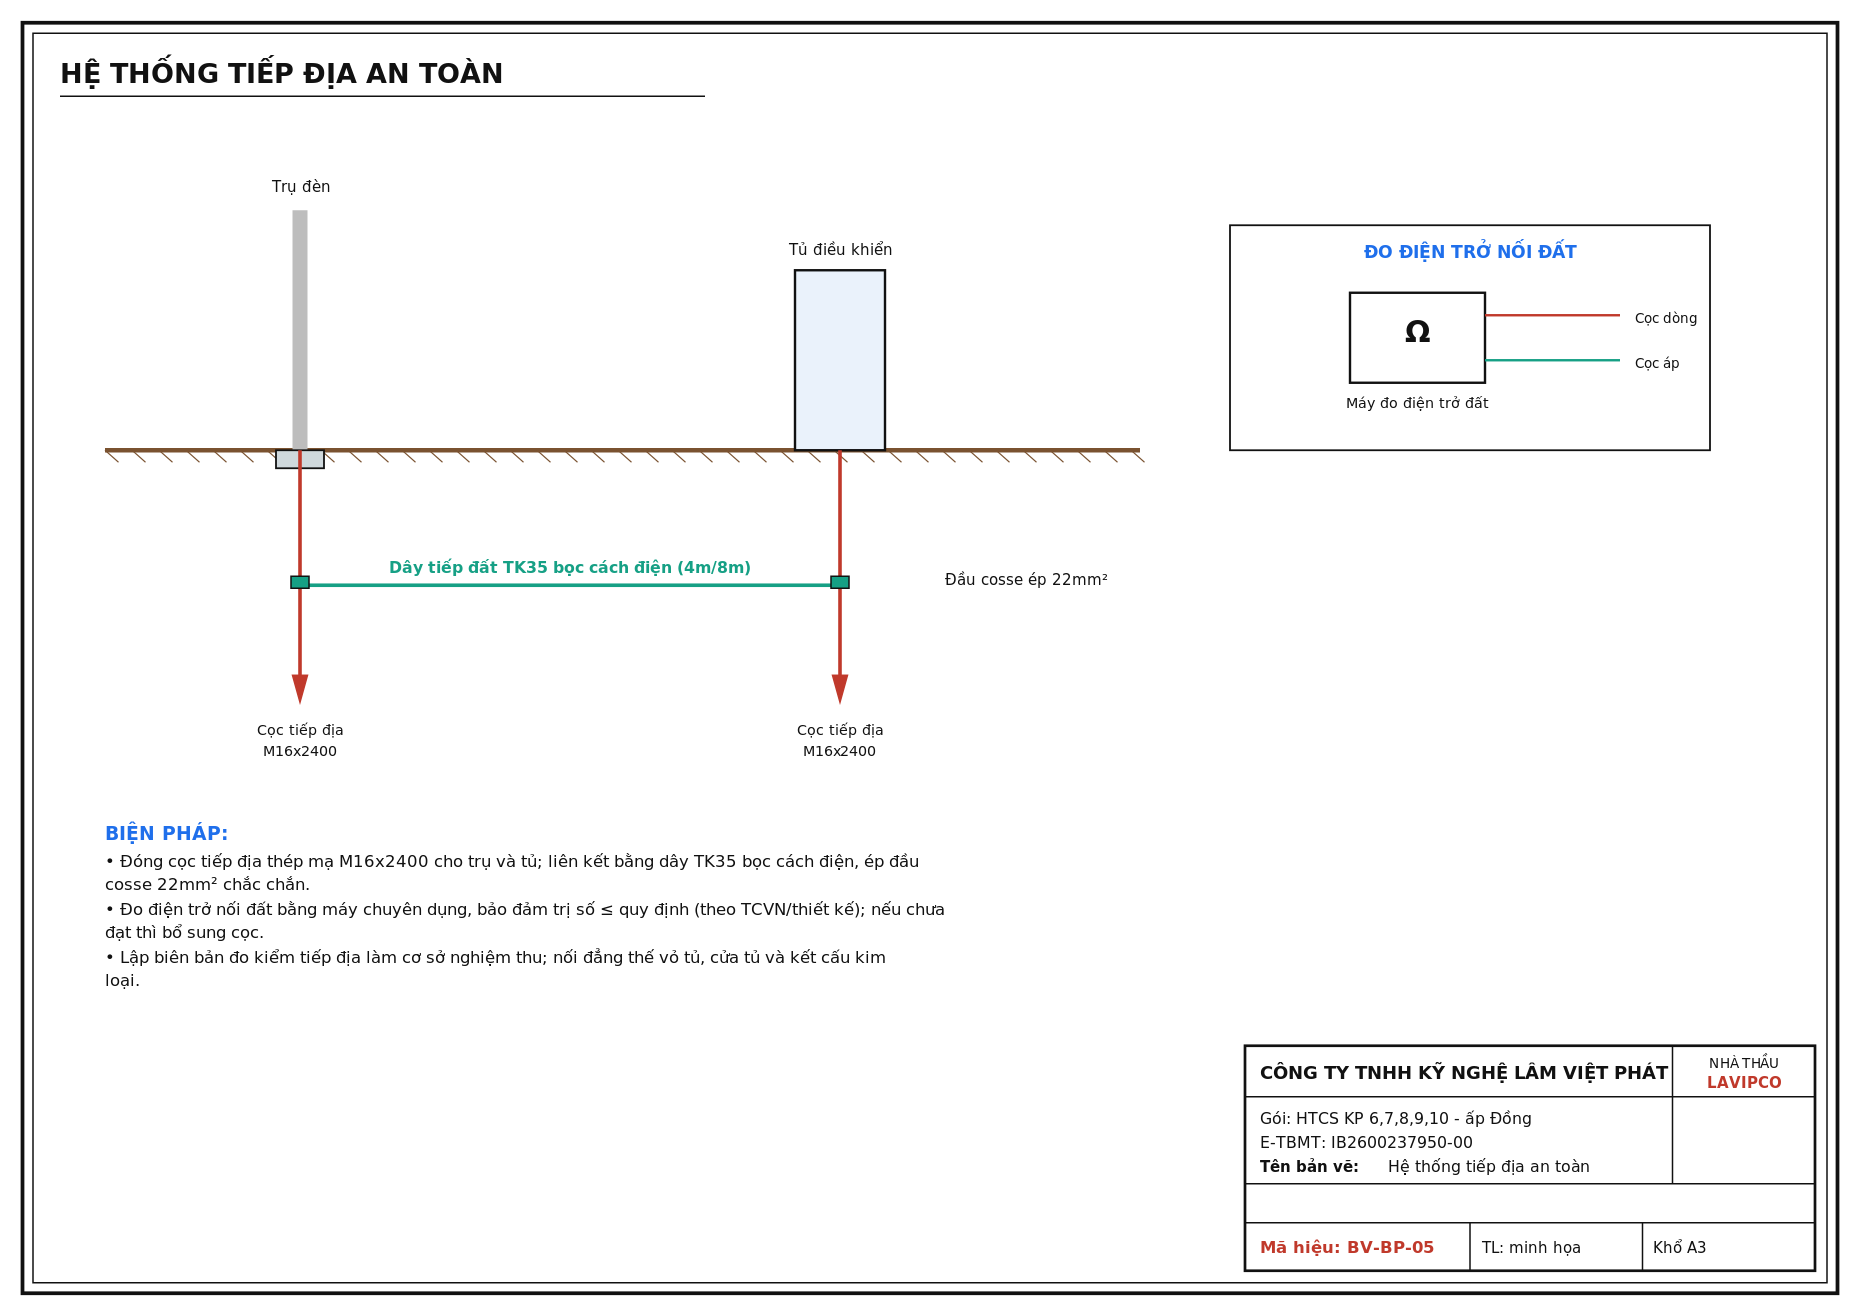 HỆ THỐNG TIẾP ĐỊA AN TOÀN
Trụ đèn
Tủ điều khiển
ĐO ĐIỆN TRỞ NỐI ĐẤT
Ω
Cọc dòng
Cọc áp
Máy đo điện trở đất
Dây tiếp đất TK35 bọc cách điện (4m/8m)
Đầu cosse ép 22mm²
Cọc tiếp địa
M16x2400
Cọc tiếp địa
M16x2400
BIỆN PHÁP:
• Đóng cọc tiếp địa thép mạ M16x2400 cho trụ và tủ; liên kết bằng dây TK35 bọc cách điện, ép đầu
cosse 22mm² chắc chắn.
• Đo điện trở nối đất bằng máy chuyên dụng, bảo đảm trị số ≤ quy định (theo TCVN/thiết kế); nếu chưa
đạt thì bổ sung cọc.
• Lập biên bản đo kiểm tiếp địa làm cơ sở nghiệm thu; nối đẳng thế vỏ tủ, cửa tủ và kết cấu kim
loại.
CÔNG TY TNHH KỸ NGHỆ LÂM VIỆT PHÁT
NHÀ THẦU
LAVIPCO
Gói: HTCS KP 6,7,8,9,10 - ấp Đồng
E-TBMT: IB2600237950-00
Tên bản vẽ: Hệ thống tiếp địa an toàn
Mã hiệu: BV-BP-05
TL: minh họa
Khổ A3